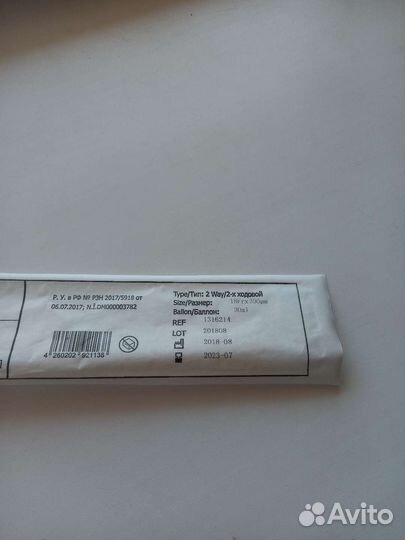 Р. У. в РФ № РЗН 2017/5918 от
06.07.2017; N.I.DM000003782
4 260202 921138
Type/Тип: 2 Way/2-х ходовой
Size/Размер:
Ballon/Баллон: 30ml
REF 1316214
LOT 201808
2018-08
2023-07
Avito